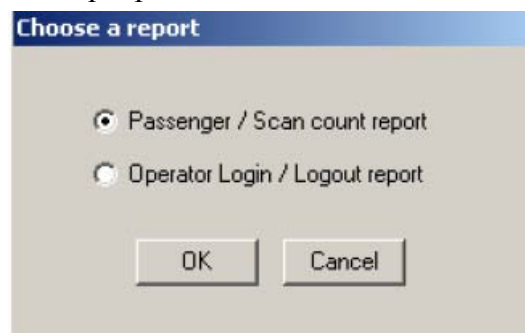 Choose a report
Passenger / Scan count report
Operator Login / Logout report
OK Cancel